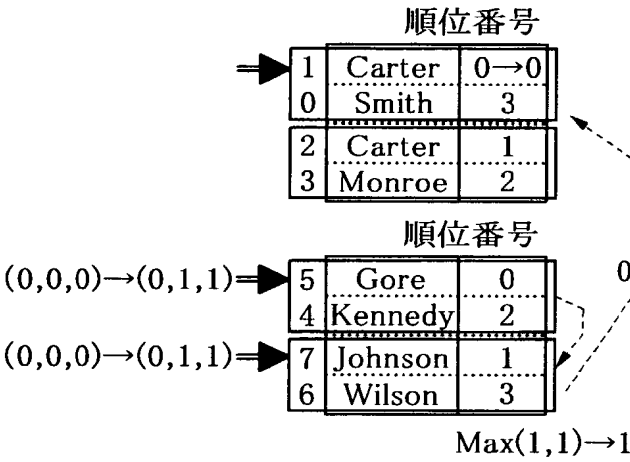 順位番号
1 Carter 0→0
0 Smith 3
2 Carter 1
3 Monroe 2
順位番号
(0,0,0)→(0,1,1) 5 Gore 0
0
4 Kennedy 2
(0,0,0)→(0,1,1) 7 Johnson 1
6 Wilson 3
Max(1,1)→1